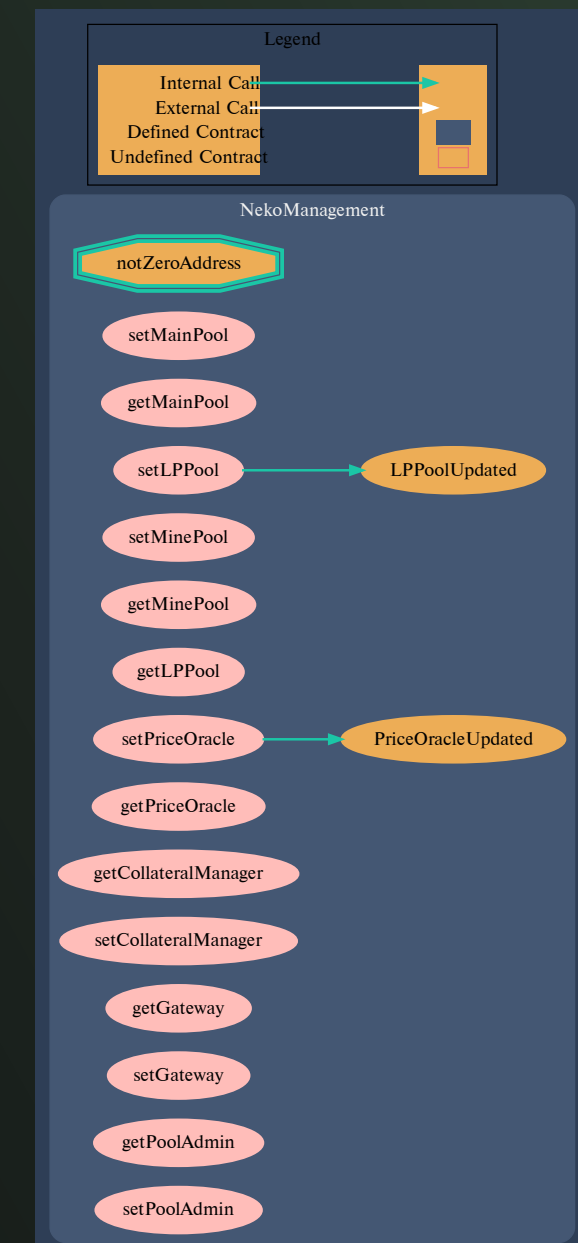 Legend
Internal Call
External Call
Defined Contract
Undefined Contract
NekoManagement
notZeroAddress
setMainPool
getMainPool
setLPPool
LPPoolUpdated
setMinePool
getMinePool
getLPPool
setPriceOracle
PriceOracleUpdated
getPriceOracle
getCollateralManager
setCollateralManager
getGateway
setGateway
getPoolAdmin
setPoolAdmin